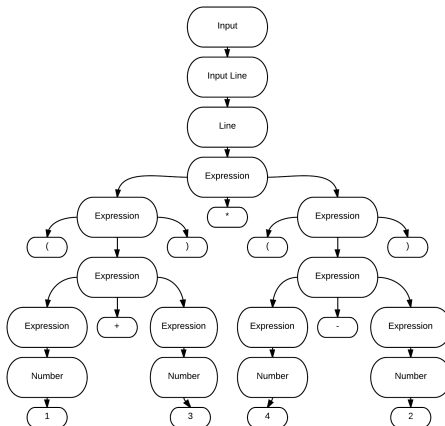 Input
Input Line
Line
Expression
Expression * Expression
( ) ( )
Expression Expression
Expression + Expression Expression - Expression
Number Number Number Number
1 3 4 2